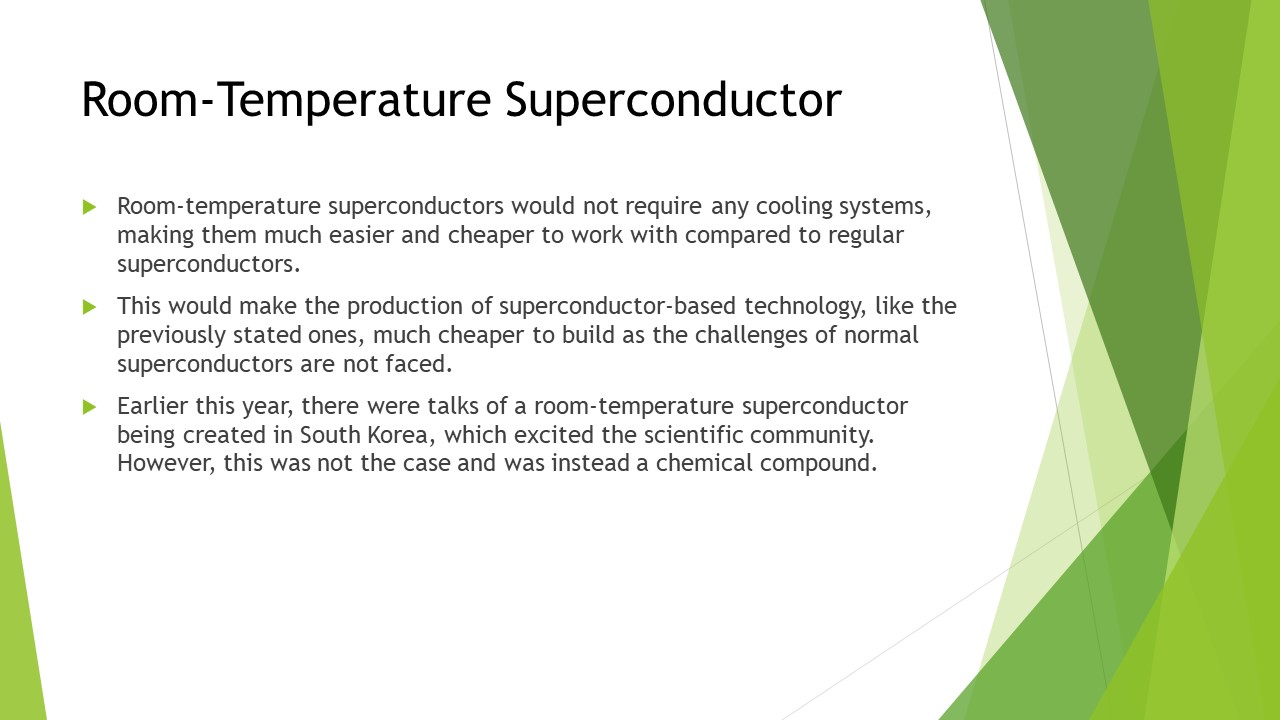 Room-Temperature Superconductor
Room-temperature superconductors would not require any cooling systems,
making them much easier and cheaper to work with compared to regular
superconductors.
This would make the production of superconductor-based technology, like the
previously stated ones, much cheaper to build as the challenges of normal
superconductors are not faced.
Earlier this year, there were talks of a room-temperature superconductor
being created in South Korea, which excited the scientific community.
However, this was not the case and was instead a chemical compound.